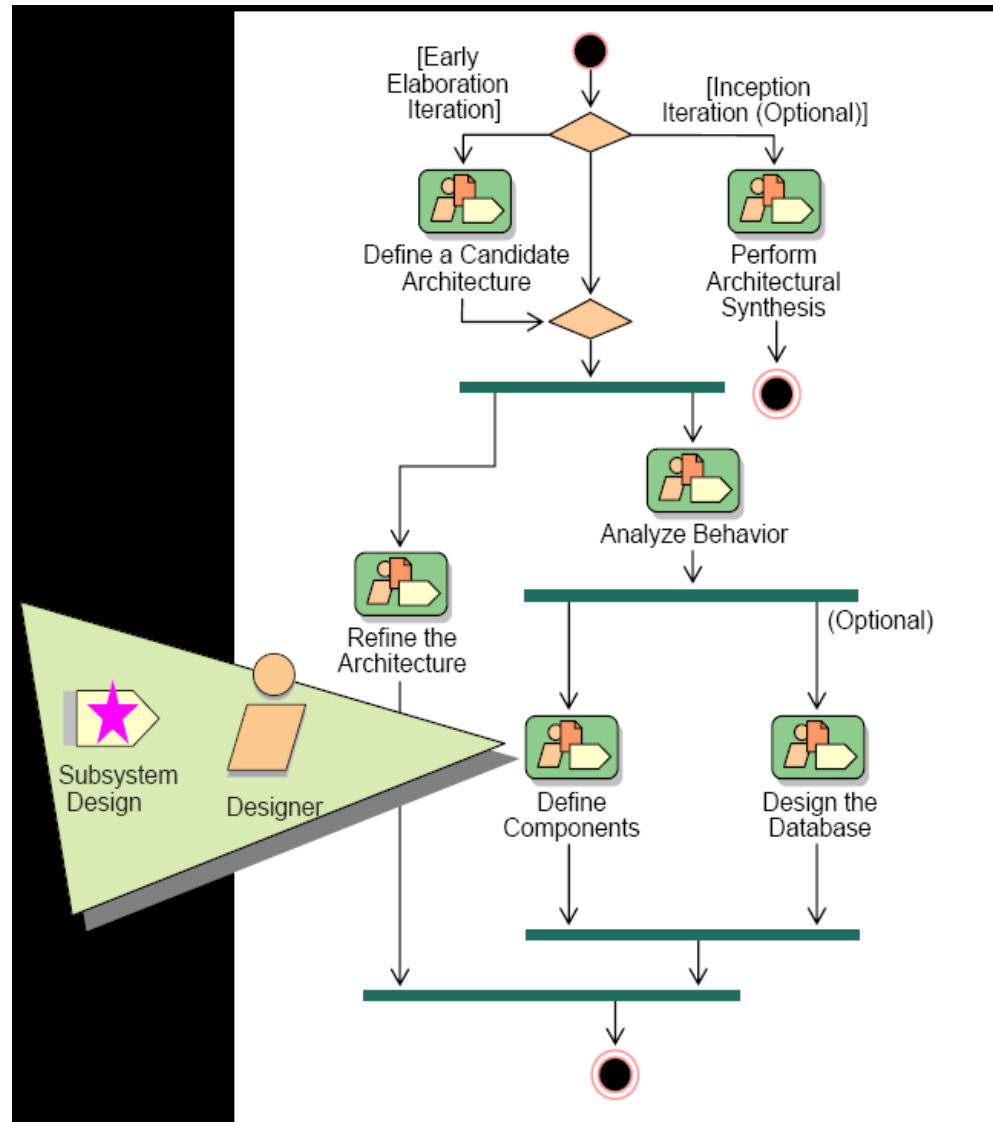 [Early
Elaboration
Iteration]
[Inception
Iteration (Optional)]
Define a Candidate
Architecture
Perform
Architectural
Synthesis
Analyze Behavior
Refine the
Architecture
(Optional)
Subsystem
Design
Designer
Define
Components
Design the
Database